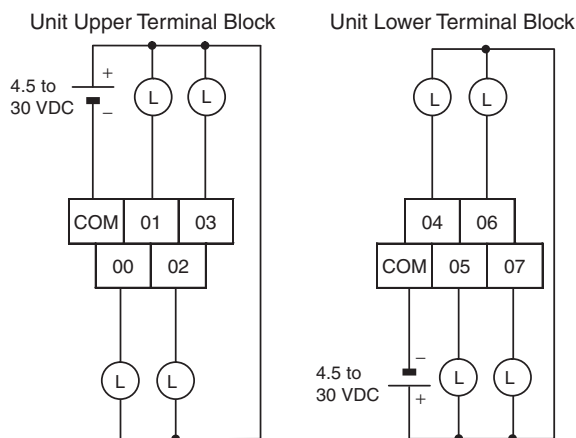 Unit Upper Terminal Block
4.5 to
30 VDC
+
−
L
L
COM
01
03
00
02
L
L
Unit Lower Terminal Block
L
L
04
06
COM
05
07
4.5 to
30 VDC
−
+
L
L